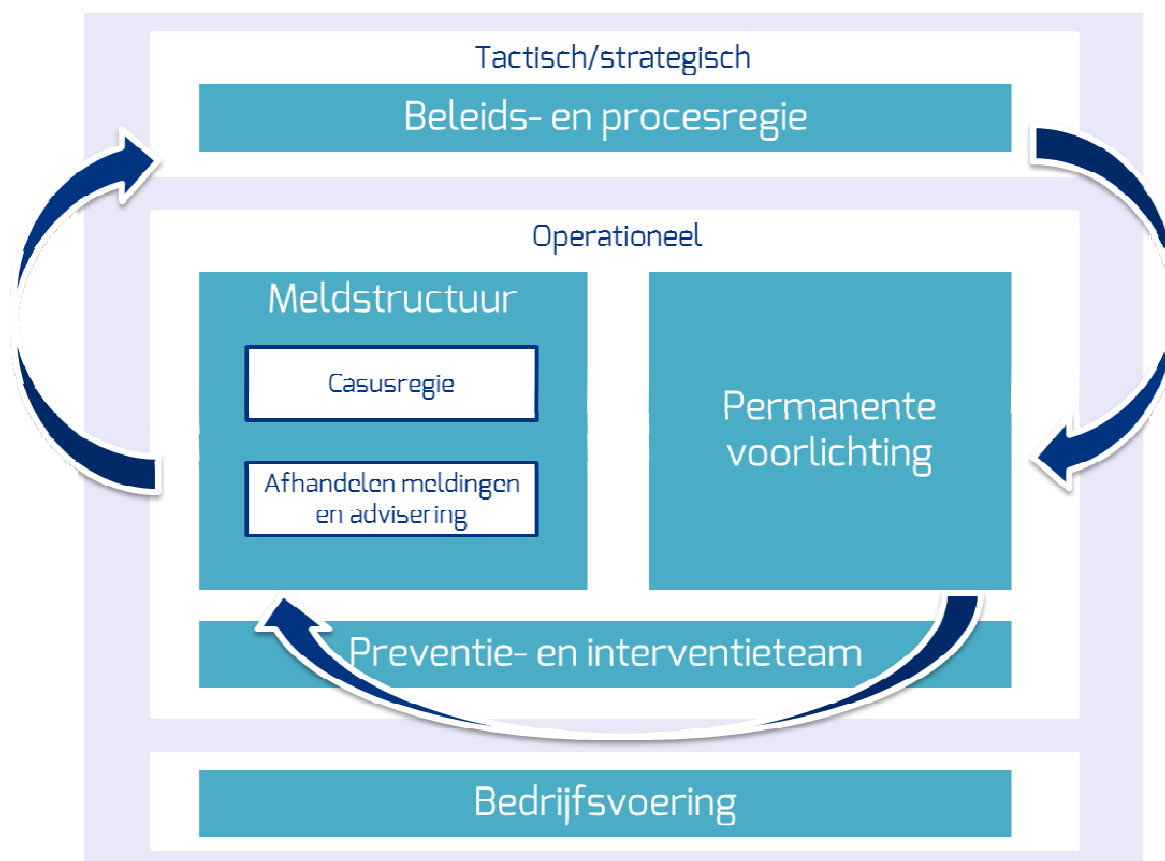 Tactisch/strategisch
Beleids- en procesregie
Operationeel
Meldstructuur
Casusregie
Afhandelen meldingen
en advisering
Permanente
voorlichting
Preventie- en interventieteam
Bedrijfsvoering